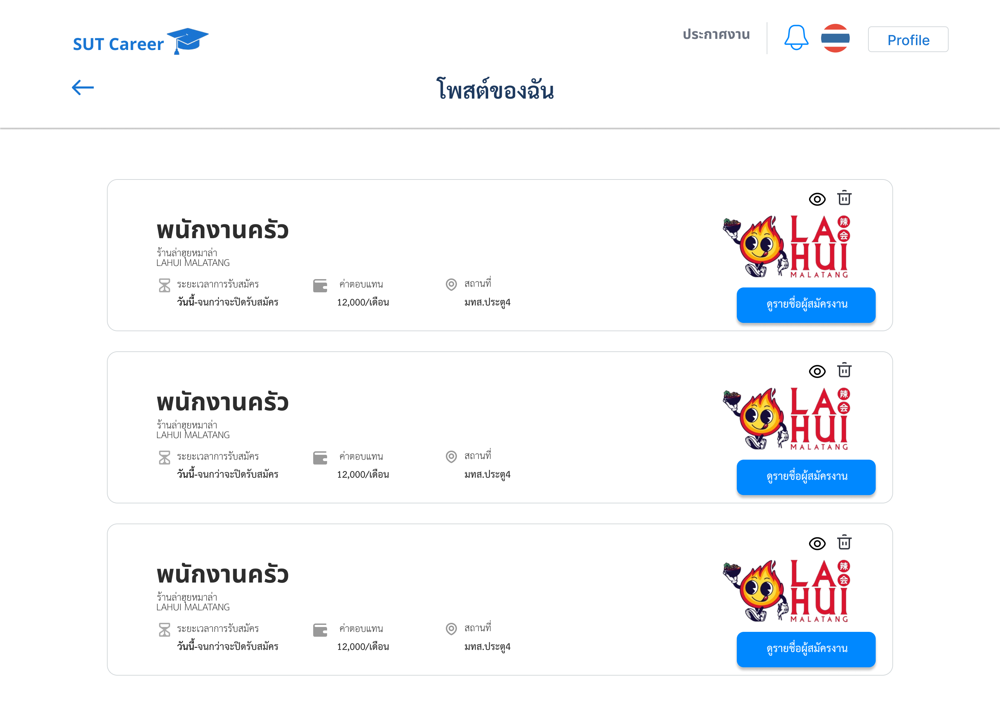 SUT Career
ประกาศงาน
Profile
โพสต์ของฉัน
พนักงานครัว
ร้านล่าฮุยหมาล่า
LAHUI MALATANG
ระยะเวลาการรับสมัคร
วันนี้-จนกว่าจะปิดรับสมัคร
ค่าตอบแทน
12,000/เดือน
สถานที่
มทส.ประตู4
LA辣
会
HUI
MALATANG
ดูรายชื่อผู้สมัครงาน
พนักงานครัว
ร้านล่าฮุยหมาล่า
LAHUI MALATANG
ระยะเวลาการรับสมัคร
วันนี้-จนกว่าจะปิดรับสมัคร
ค่าตอบแทน
12,000/เดือน
สถานที่
มทส.ประตู4
LA辣
会
HUI
MALATANG
ดูรายชื่อผู้สมัครงาน
พนักงานครัว
ร้านล่าฮุยหมาล่า
LAHUI MALATANG
ระยะเวลาการรับสมัคร
วันนี้-จนกว่าจะปิดรับสมัคร
ค่าตอบแทน
12,000/เดือน
สถานที่
มทส.ประตู4
LA辣
会
HUI
MALATANG
ดูรายชื่อผู้สมัครงาน